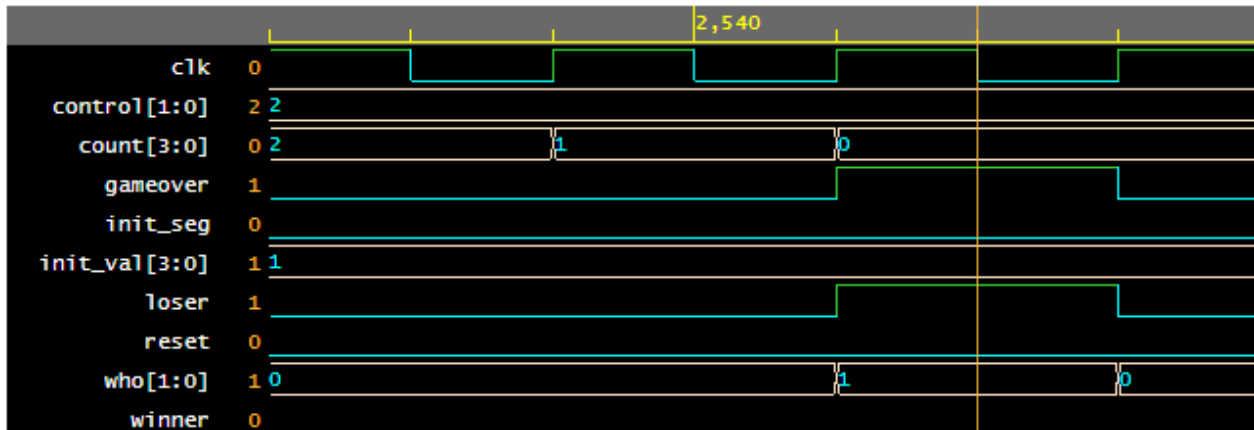 2,540
clk 0
control[1:0] 2 2
count[3:0] 0 2 1 0
gameover 1
init_seg 0
init_val[3:0] 1 1
loser 1
reset 0
who[1:0] 1 0 1 0
winner 0